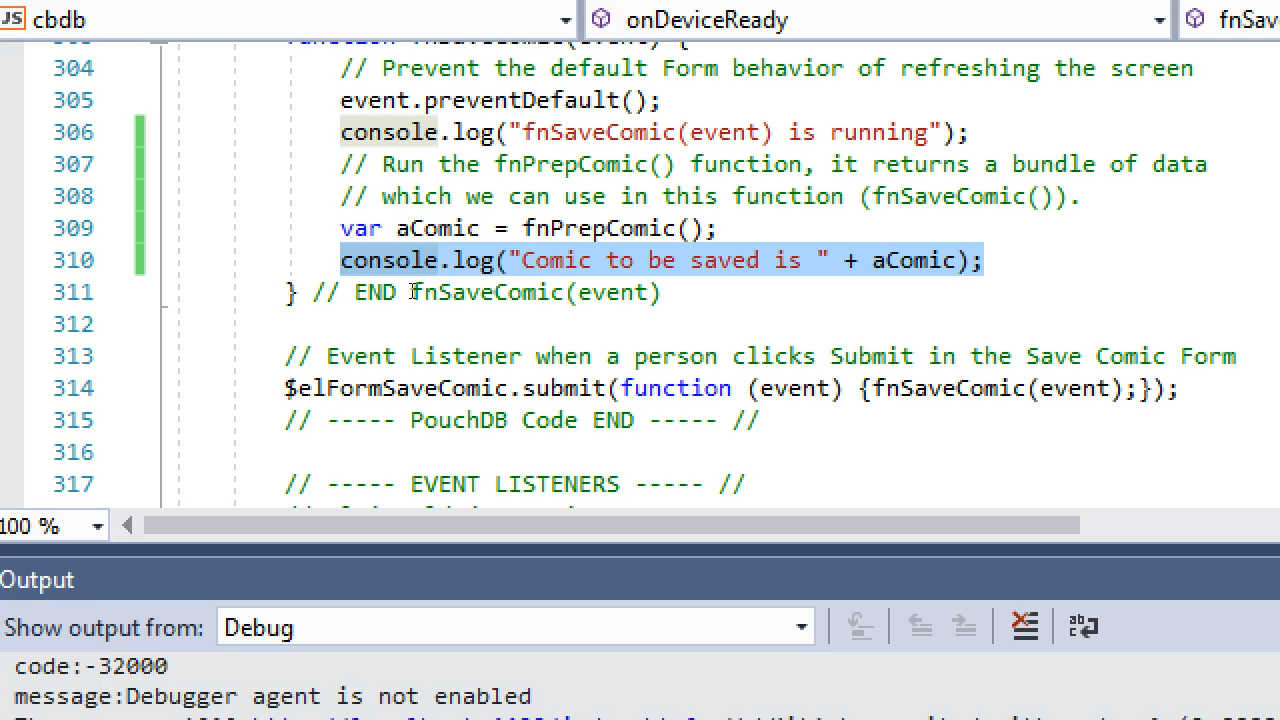 JS cbdb onDeviceReady fnSav
304 // Prevent the default Form behavior of refreshing the screen
305 event.preventDefault();
306 console.log("fnSaveComic(event) is running");
307 // Run the fnPrepComic() function, it returns a bundle of data
308 // which we can use in this function (fnSaveComic()).
309 var aComic = fnPrepComic();
310 console.log("Comic to be saved is " + aComic);
311 } // END fnSaveComic(event)
312
313 // Event Listener when a person clicks Submit in the Save Comic Form
314 $elFormSaveComic.submit(function (event) {fnSaveComic(event);});
315 // ----- PouchDB Code END ----- //
316
317 // ----- EVENT LISTENERS ----- //
100 %
Output
Show output from: Debug
code:-32000
message:Debugger agent is not enabled